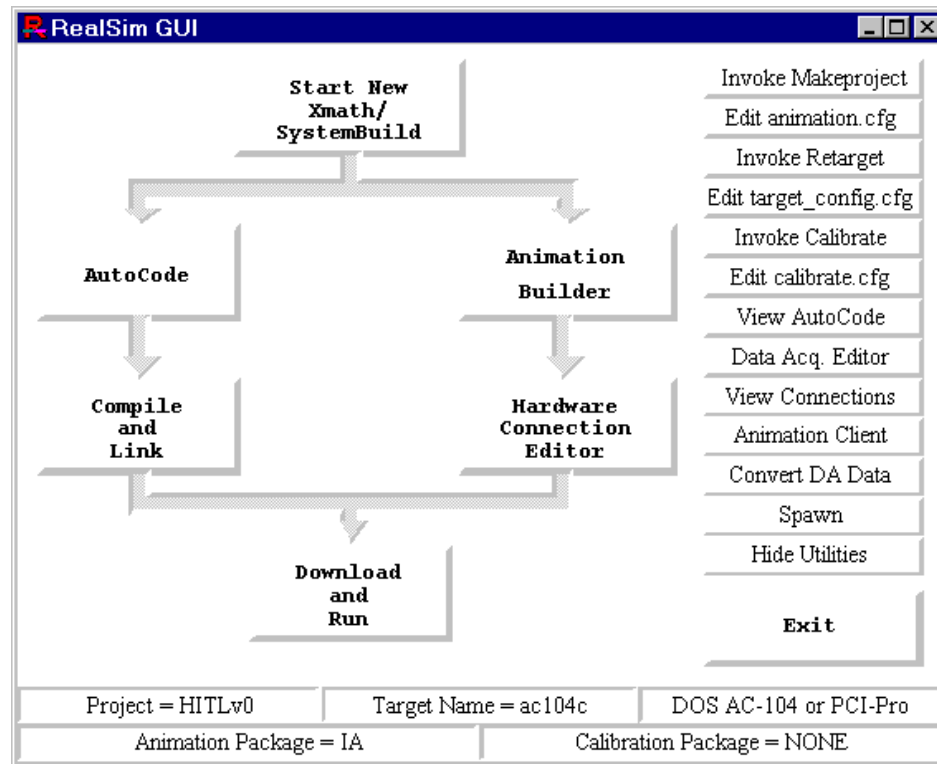 RealSim GUI
Start New
Xmath/
SystemBuild
AutoCode
Animation
Builder
Compile
and
Link
Hardware
Connection
Editor
Download
and
Run
Invoke Makeproject
Edit animation.cfg
Invoke Retarget
Edit target_config.cfg
Invoke Calibrate
Edit calibrate.cfg
View AutoCode
Data Acq. Editor
View Connections
Animation Client
Convert DA Data
Spawn
Hide Utilities
Exit
Project = HITLv0
Target Name = ac104c
DOS AC-104 or PCI-Pro
Animation Package = IA
Calibration Package = NONE